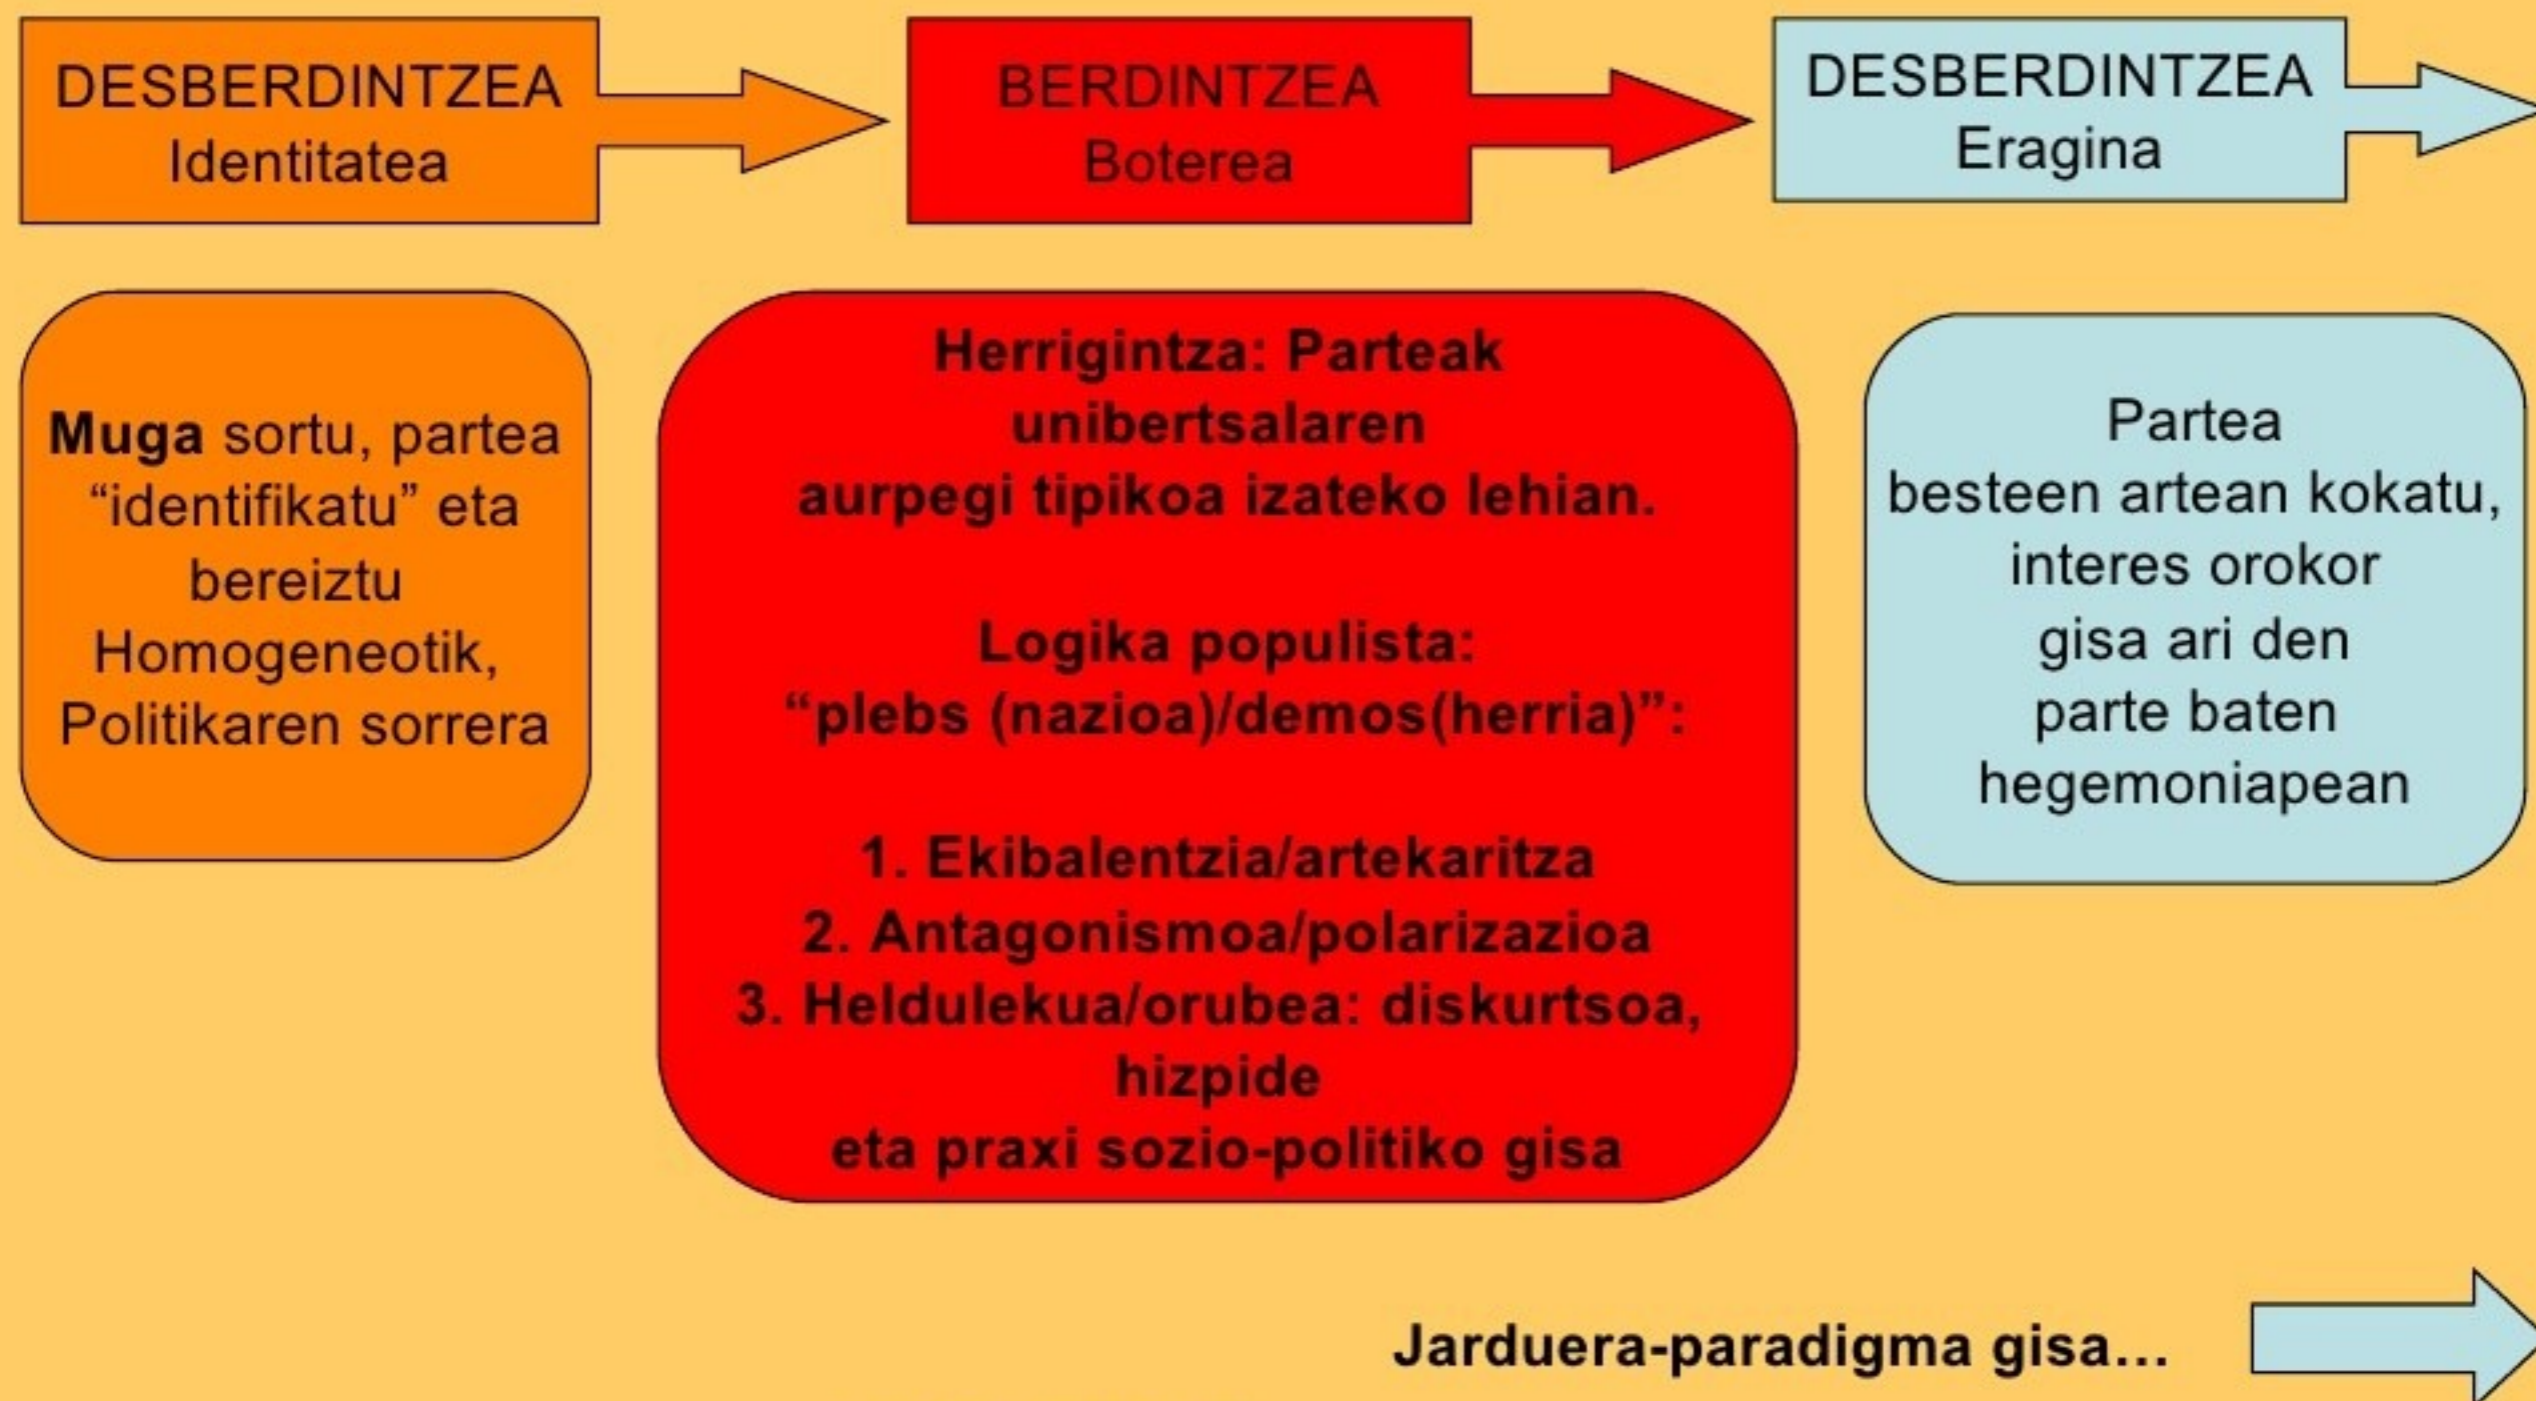 DESBERDINTZEA
Identitatea
BERDINTZEA
Boterea
DESBERDINTZEA
Eragina
Muga sortu, partea
“identifikatu” eta
bereiztu
Homogeneotik,
Politikaren sorrera
Herrigintza: Parteak
unibertsalaren
aurpegi tipikoa izateko lehian.
Logika populista:
“plebs (nazioa)/demos(herria)”:
1. Ekibalentzia/artekaritza
2. Antagonismoa/polarizazioa
3. Heldulekua/orubea: diskurtsoa,
hizpide
eta praxi sozio-politiko gisa
Partea
besteen artean kokatu,
interes orokor
gisa ari den
parte baten
hegemoniapean
Jarduera-paradigma gisa...